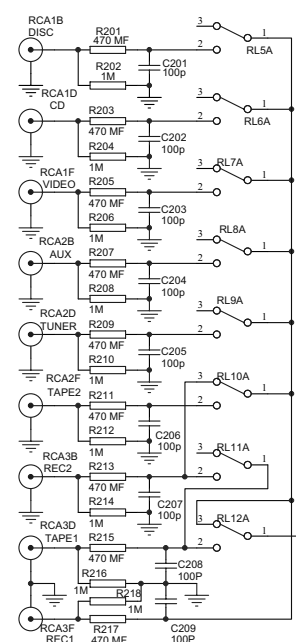 RCA1B
DISC
R201
470 MF
R202
1M
C201
100p
3
2
1
RL5A
RCA1D
CD
R203
470 MF
R204
1M
C202
100p
3
2
1
RL6A
RCA1F
VIDEO
R205
470 MF
R206
1M
C203
100p
3
2
1
RL7A
RCA2B
AUX
R207
470 MF
R208
1M
C204
100p
3
2
1
RL8A
RCA2D
TUNER
R209
470 MF
R210
1M
C205
100p
3
2
1
RL9A
RCA2F
TAPE2
R211
470 MF
R212
1M
C206
100p
3
2
1
RL10A
RCA3B
REC2
R213
470 MF
R214
1M
C207
100p
3
2
1
RL11A
RCA3D
TAPE1
R215
470 MF
R216
1M
C208
100P
3
2
1
RL12A
R218
1M
RCA3F
REC1
R217
470 MF
C209
100P